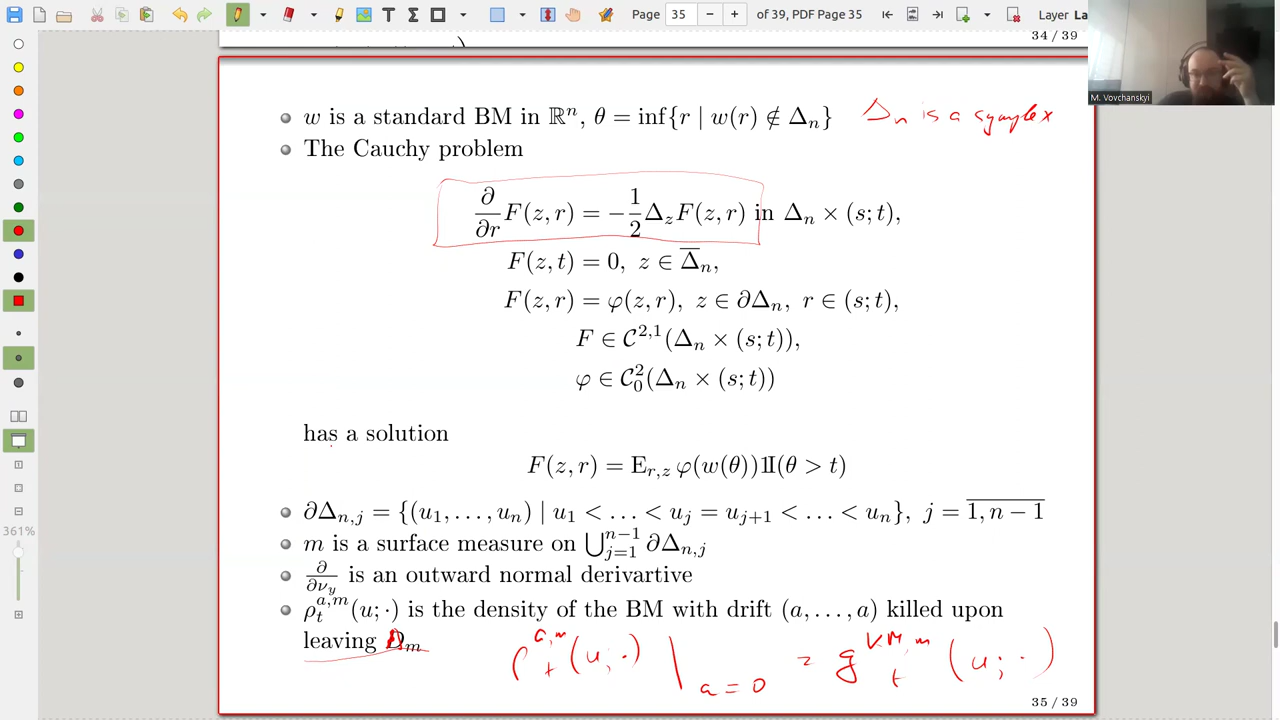 Page 35 of 39, PDF Page 35 Layer La
34 / 39
M. Vovchanskyi
w is a standard BM in ℝⁿ, θ = inf{r | w(r) ∉ Δₙ} Δₙ is a symplex
The Cauchy problem
∂/∂r F(z, r) = −1/2 Δ_z F(z, r) in Δₙ × (s; t),
F(z, t) = 0, z ∈ Δ̅ₙ,
F(z, r) = φ(z, r), z ∈ ∂Δₙ, r ∈ (s; t),
F ∈ 𝒞^{2,1}(Δₙ × (s; t)),
φ ∈ 𝒞₀²(Δₙ × (s; t))
has a solution
F(z, r) = E_{r,z} φ(w(θ))1I(θ > t)
∂Δ_{n,j} = {(u₁, . . . , uₙ) | u₁ < . . . < u_j = u_{j+1} < . . . < uₙ}, j = \overline{1, n − 1}
m is a surface measure on ⋃_{j=1}^{n−1} ∂Δ_{n,j}
∂/∂ν_y is an outward normal derivartive
ρ_t^{a,m}(u; ·) is the density of the BM with drift (a, . . . , a) killed upon
leaving Δ_m
ρ_t^{a,m}(u; ·) |_{a=0} = g_t (u; ·)
361%
35 / 39